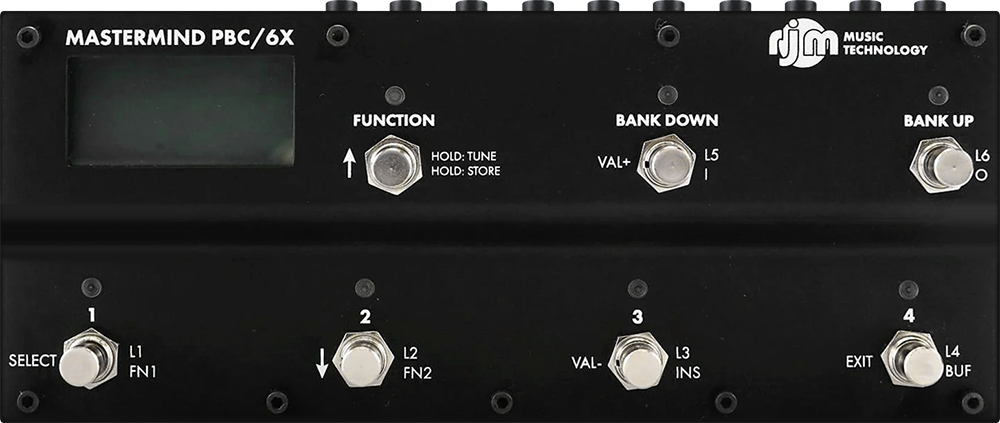 MASTERMIND PBC/6X
rjm MUSIC
TECHNOLOGY
FUNCTION
HOLD: TUNE
HOLD: STORE
BANK DOWN
VAL+
L5
I
BANK UP
L6
O
1
SELECT
L1
FN1
2
L2
FN2
3
VAL-
L3
INS
4
EXIT
L4
BUF